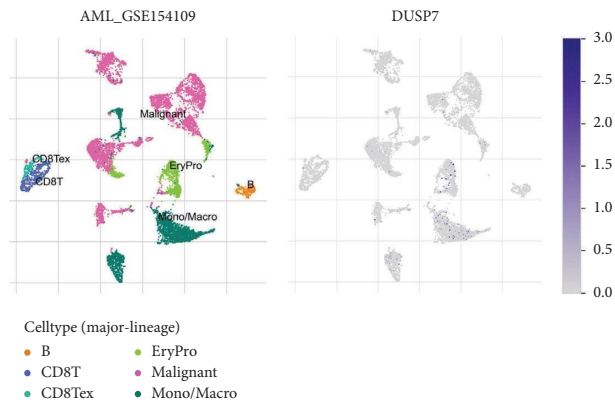 AML_GSE154109
DUSP7
Malignant
CD8Tex
CD8T
EryPro
B
Mono/Macro
3.0
2.5
2.0
1.5
1.0
0.5
0.0
Celltype (major-lineage)
B
EryPro
CD8T
Malignant
CD8Tex
Mono/Macro